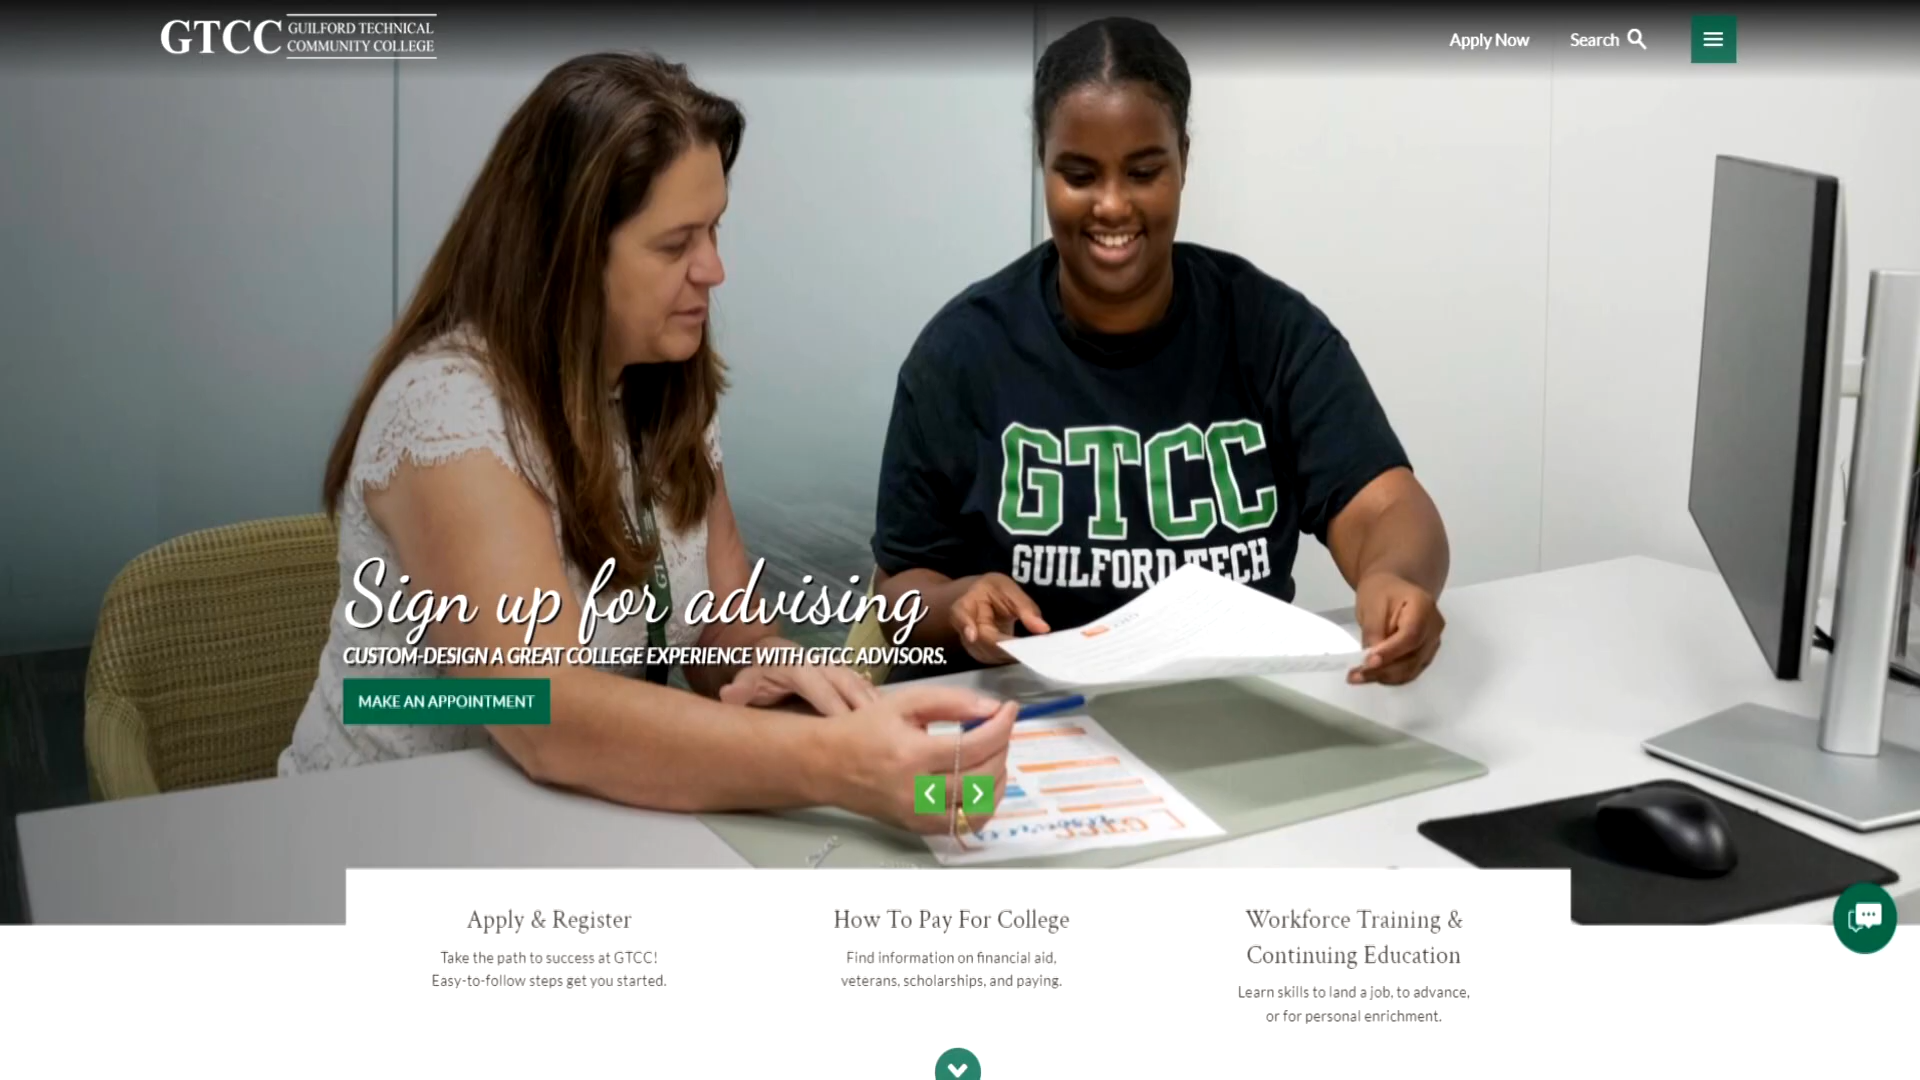 GTCC GUILFORD TECHNICAL
COMMUNITY COLLEGE
Apply Now
Search
GTCC
GUILFORD TECH
Sign up for advising
CUSTOM-DESIGN A GREAT COLLEGE EXPERIENCE WITH GTCC ADVISORS.
MAKE AN APPOINTMENT
GTCC
Apply & Register
Take the path to success at GTCC!
Easy-to-follow steps get you started.
How To Pay For College
Find information on financial aid,
veterans, scholarships, and paying.
Workforce Training &
Continuing Education
Learn skills to land a job, to advance,
or for personal enrichment.